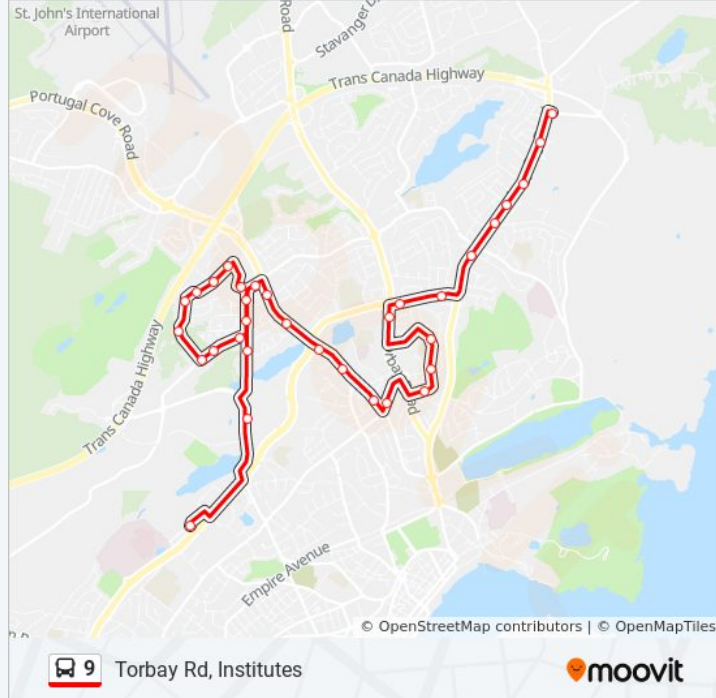 St. John's International
Airport
Road
Stavanger D
Trans Canada Highway
Portugal Cove
Road
Trans Canada Highway
orbay Road
Empire Avenue
© OpenStreetMap contributors | © OpenMapTiles
9 Torbay Rd, Institutes
moovit